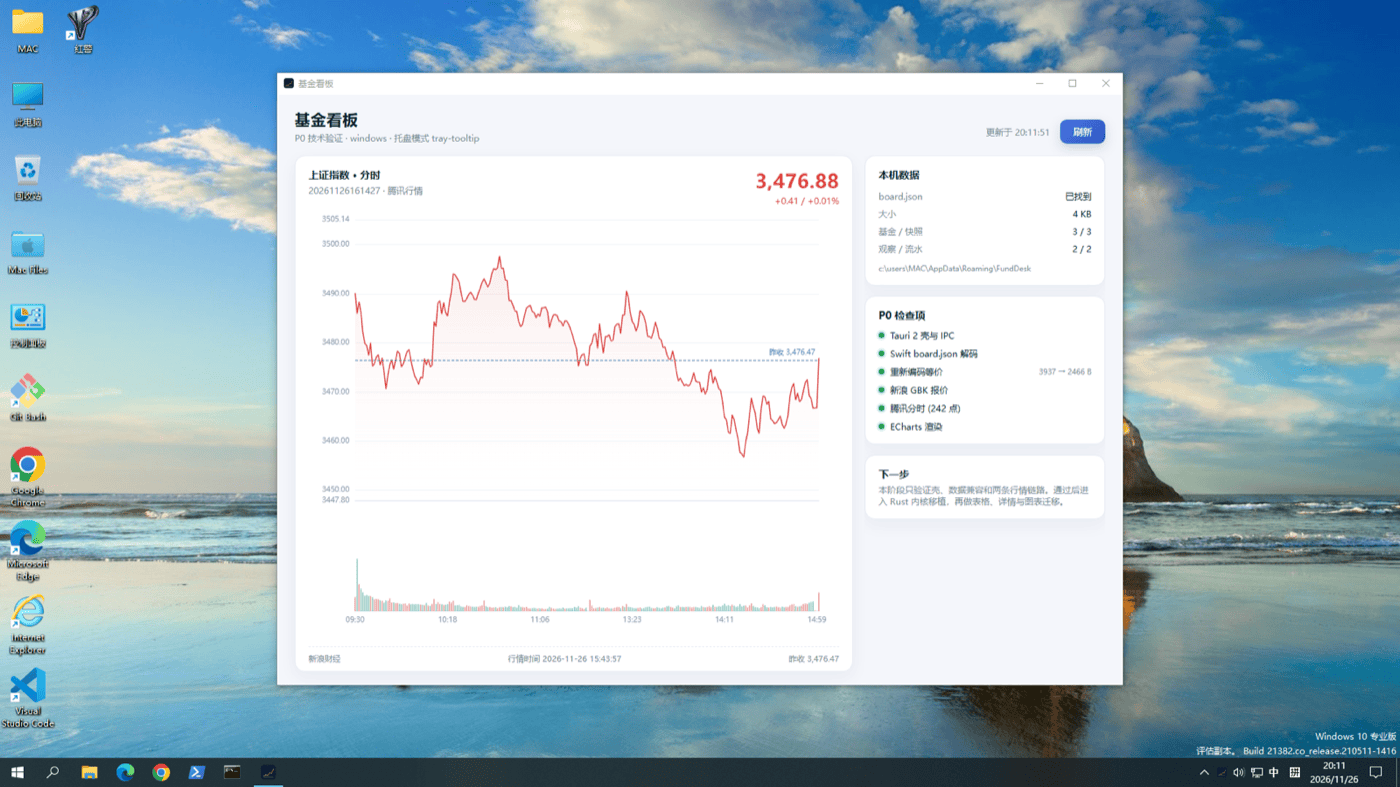 MAC
红警
此电脑
回收站
Mac Files
控制面板
Git Bash
Google
Chrome
Microsoft
Edge
Internet
Explorer
Visual
Studio Code
基金看板
基金看板
P0 技术验证 · windows · 托盘模式 tray-tooltip
更新于 20:11:51
刷新
上证指数 · 分时
20261126161427 · 腾讯行情
3,476.88
+0.41 / +0.01%
3505.14
3500.00
3490.00
3480.00
3470.00
3460.00
3450.00
3447.80
昨收 3,476.47
09:30
10:18
11:06
13:23
14:11
14:59
新浪财经
行情时间 2026-11-26 15:43:57
昨收 3,476.47
本机数据
board.json
已找到
大小
4 KB
基金 / 快照
3 / 3
观察 / 流水
2 / 2
c:\users\MAC\AppData\Roaming\FundDesk
P0 检查项
Tauri 2 壳与 IPC
Swift board.json 解码
重新编码等价
3937 → 2466 B
新浪 GBK 报价
腾讯分时 (242 点)
ECharts 渲染
下一步
本阶段只验证壳、数据兼容和两条行情链路。通过后进
入 Rust 内核移植，再做表格、详情与图表迁移。
Windows 10 专业版
评估副本。 Build 21382.co_release.210511-1416
中
20:11
2026/11/26